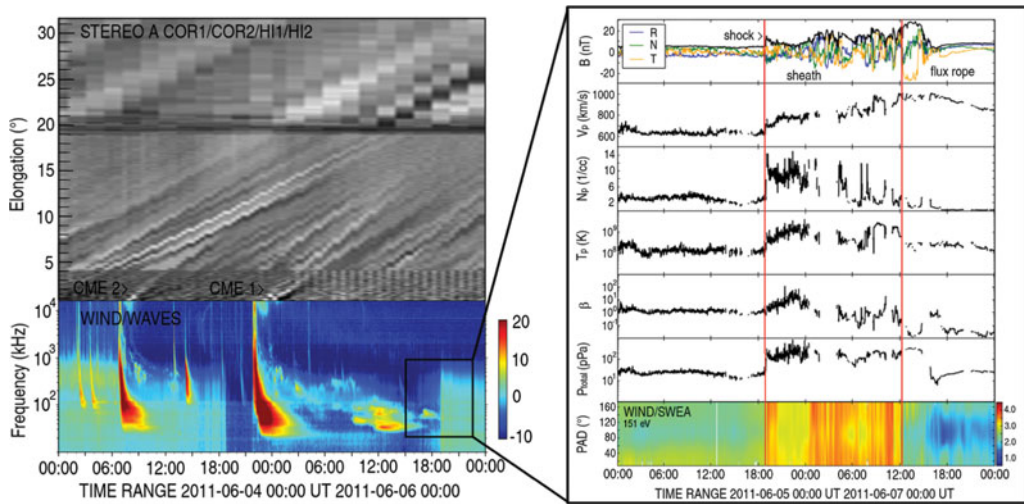 STEREO A COR1/COR2/HI1/HI2
Elongation (°)
30
25
20
15
10
5
CME 2>
CME 1>
WIND/WAVES
Frequency (kHz)
10⁴
10³
10²
20
10
0
-10
00:00 06:00 12:00 18:00 00:00 06:00 12:00 18:00 00:00
TIME RANGE 2011-06-04 00:00 UT 2011-06-06 00:00
B (nT)
20
0
-20
R
N
T
shock >
sheath
flux rope
Vp (km/s)
1000
800
600
Np (1/cc)
14
10
6
2
Tp (K)
β
Ptotal (pPa)
10²
10¹
PAD (°)
160
120
80
40
WIND/SWEA
151 eV
4.0
3.0
2.0
1.0
00:00 06:00 12:00 18:00 00:00 06:00 12:00 18:00 00:00
TIME RANGE 2011-06-05 00:00 UT 2011-06-07 00:00 UT